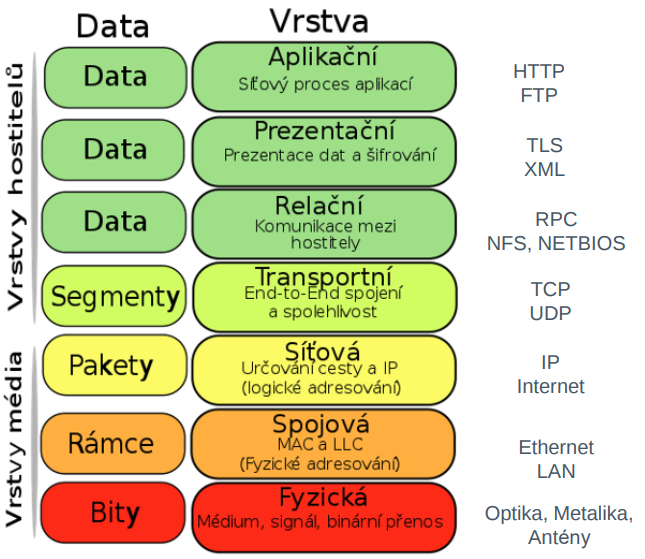 Data
Vrstva
Vrstvy hostitelů
Data
Aplikační
Síťový proces aplikací
HTTP
FTP
Data
Prezentační
Prezentace dat a šifrování
TLS
XML
Data
Relační
Komunikace mezi
hostitely
RPC
NFS, NETBIOS
Segmenty
Transportní
End-to-End spojení
a spolehlivost
TCP
UDP
Vrstvy média
Pakety
Síťová
Určování cesty a IP
(logické adresování)
IP
Internet
Rámce
Spojová
MAC a LLC
(Fyzické adresování)
Ethernet
LAN
Bity
Fyzická
Médium, signál, binární přenos
Optika, Metalika,
Antény